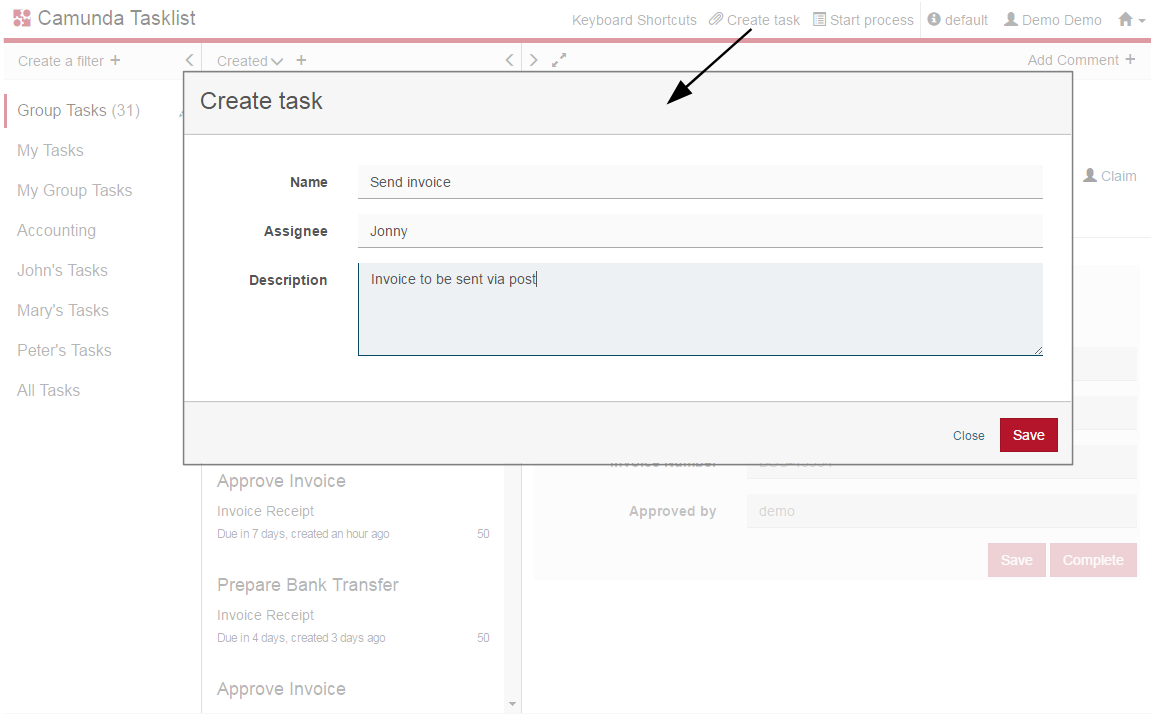 Camunda Tasklist
Keyboard Shortcuts Create task Start process default Demo Demo
Create a filter +
Created +
Add Comment +
Create task
Group Tasks (31)
My Tasks
My Group Tasks
Accounting
John's Tasks
Mary's Tasks
Peter's Tasks
All Tasks
Name Send invoice
Assignee Jonny
Description Invoice to be sent via post
Close Save
Claim
Invoice Number
Approve Invoice
Invoice Receipt
Due in 7 days, created an hour ago 50
Prepare Bank Transfer
Invoice Receipt
Due in 4 days, created 3 days ago 50
Approve Invoice
Approved by demo
Save Complete